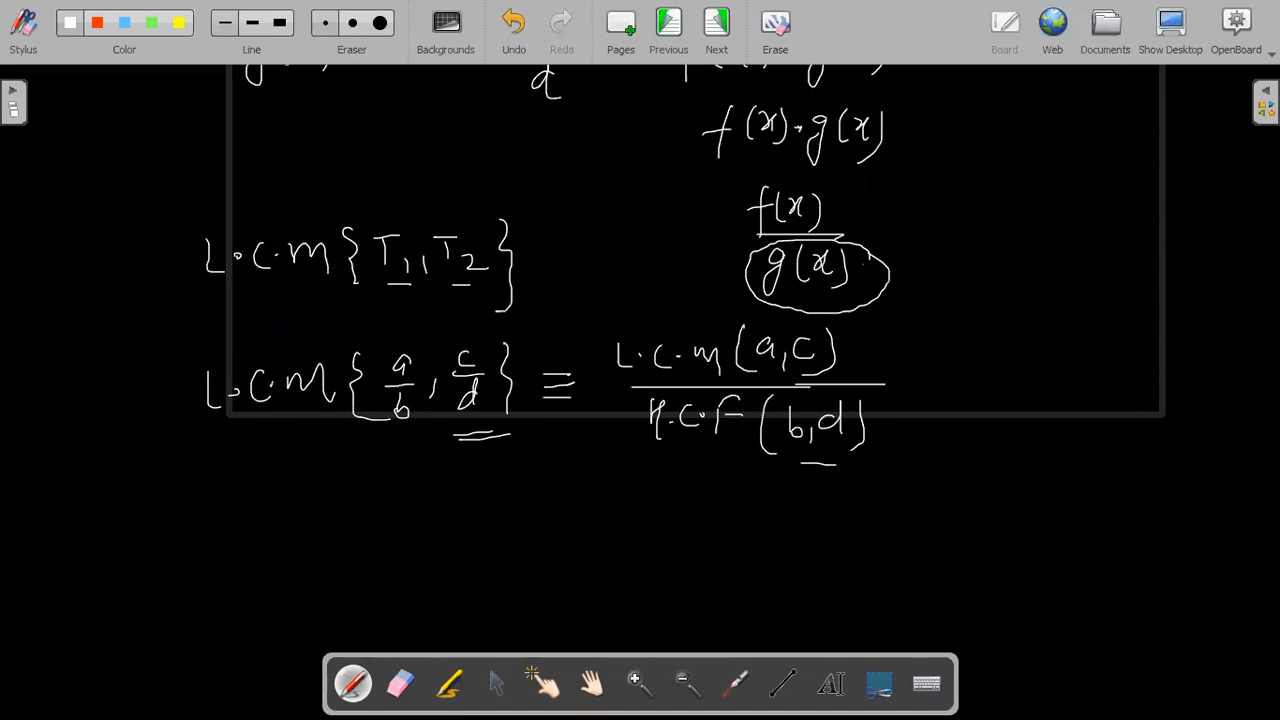 Stylus Color Line Eraser Backgrounds Undo Redo Pages Previous Next Erase Board Web Documents Show Desktop OpenBoard
d
f(x)·g(x)
f(x)
g(x)
L.C.M{T₁, T₂}
L.C.M{a/b, c/d} ≡ L.C.M(a,c)
H.C.F(b,d)
AI